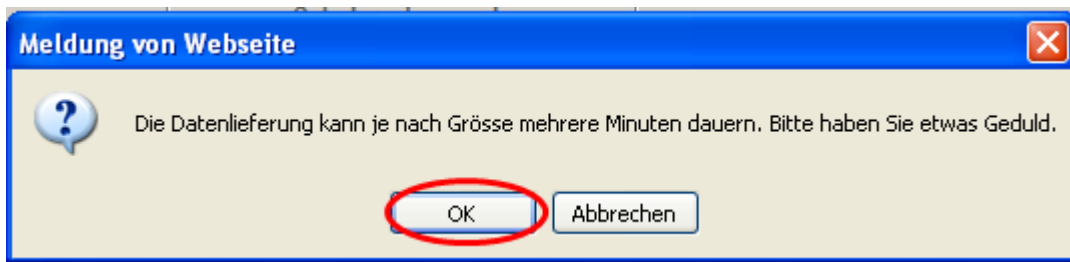 Meldung von Webseite
Die Datenlieferung kann je nach Grösse mehrere Minuten dauern. Bitte haben Sie etwas Geduld.
OK
Abbrechen